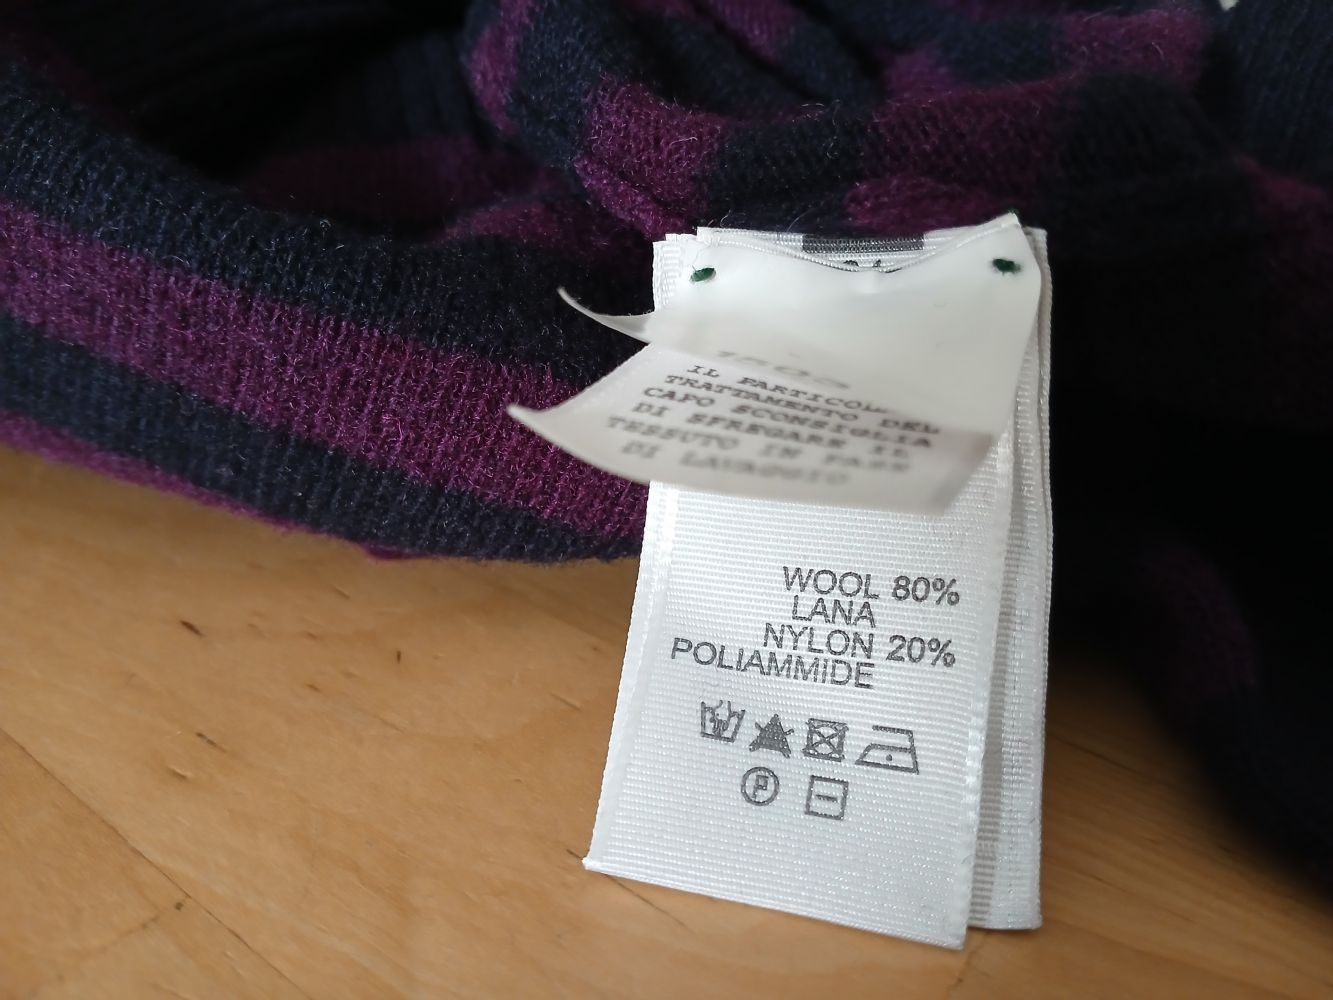 IL PARTICOLARE
TRATTAMENTO DEL
CAPO SCONSIGLIA
DI SFREGARE IL
TESSUTO IN FASE
DI LAVAGGIO
WOOL 80%
LANA
NYLON 20%
POLIAMMIDE
P